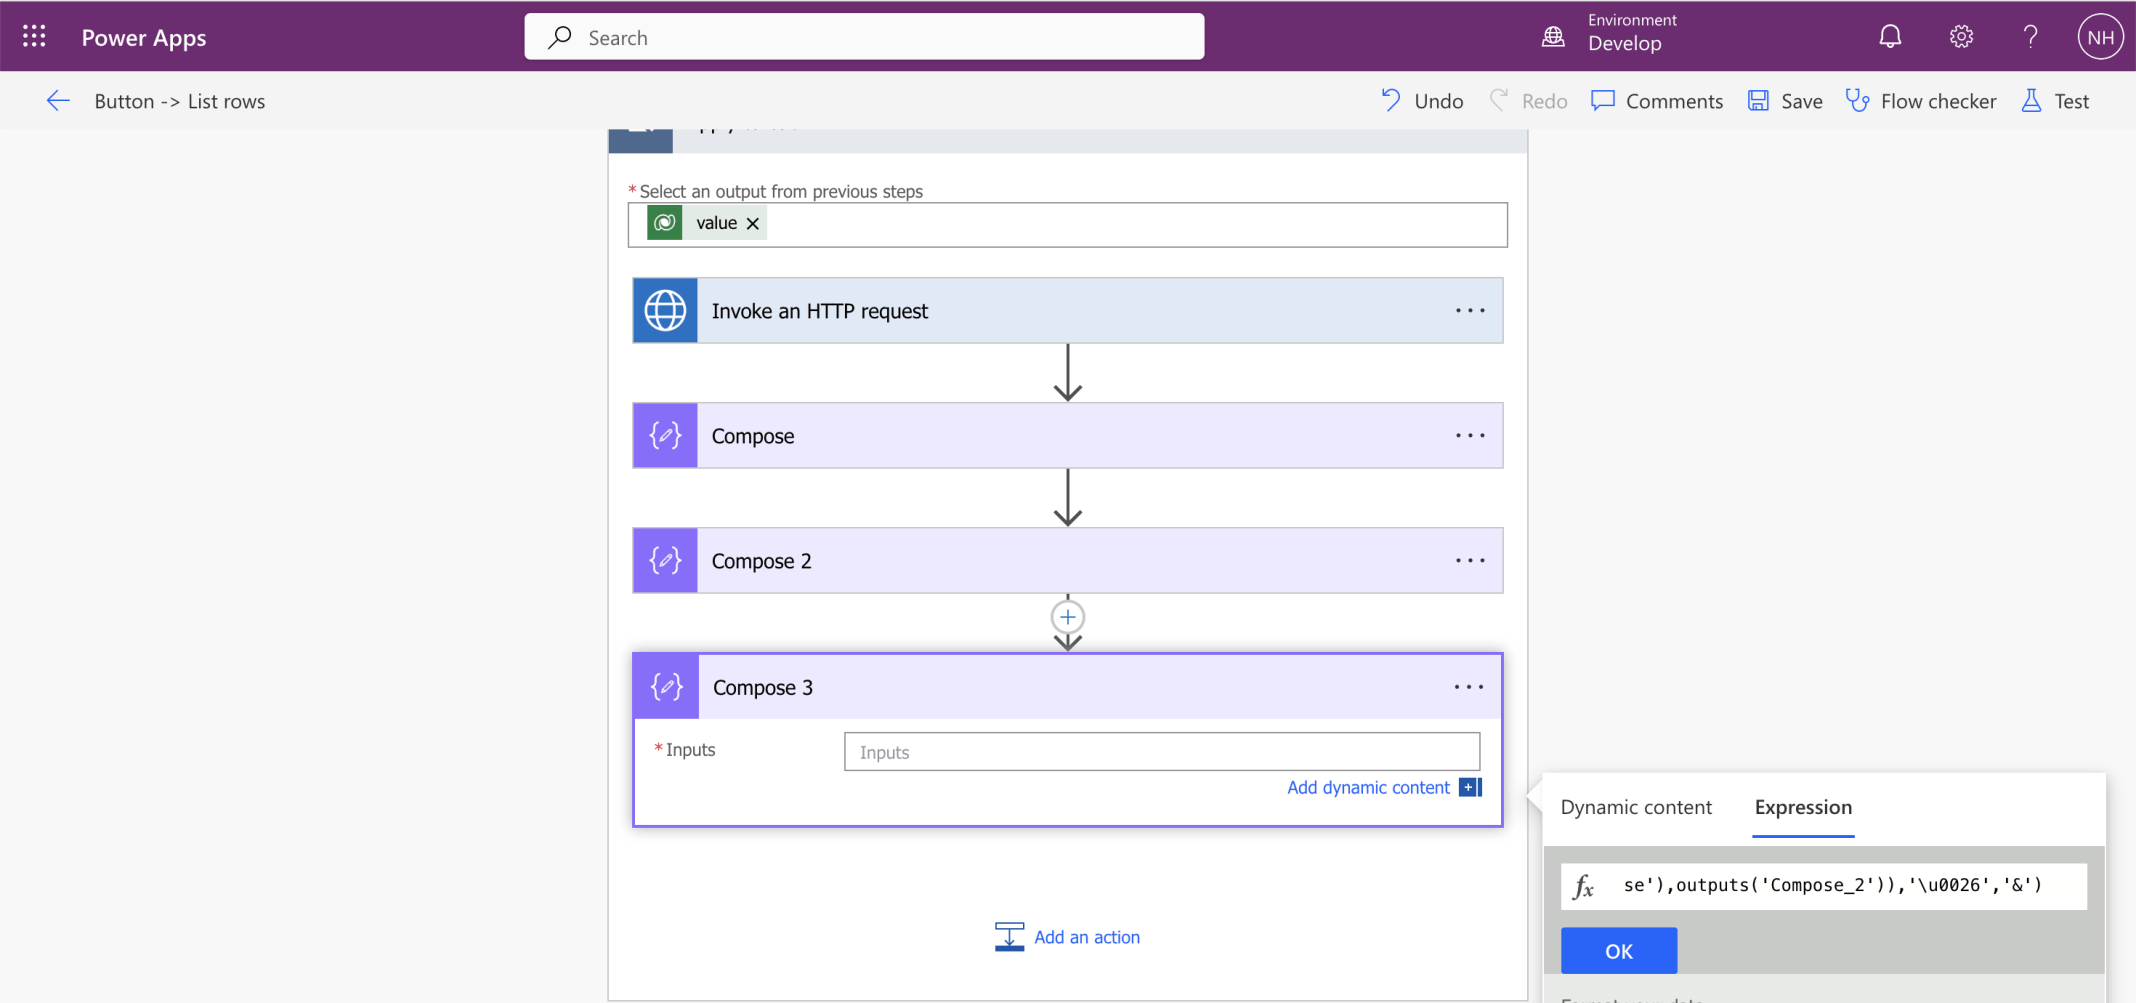 Power Apps
Search
Environment
Develop
NH
Button -> List rows
Undo
Redo
Comments
Save
Flow checker
Test
* Select an output from previous steps
value
Invoke an HTTP request
Compose
Compose 2
Compose 3
* Inputs
Inputs
Add dynamic content
Dynamic content
Expression
fx
se'),outputs('Compose_2')),'\u0026','&')
OK
Add an action